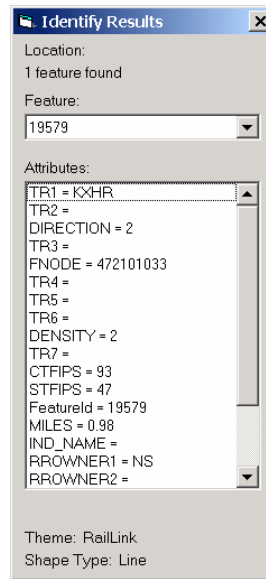 Identify Results
Location:
1 feature found
Feature:
19579
Attributes:
TR1 = KXHR
TR2 =
DIRECTION = 2
TR3 =
FNODE = 472101033
TR4 =
TR5 =
TR6 =
DENSITY = 2
TR7 =
CTFIPS = 93
STFIPS = 47
FeatureId = 19579
MILES = 0.98
IND_NAME =
RROWNER1 = NS
RROWNER2 =
Theme: RailLink
Shape Type: Line